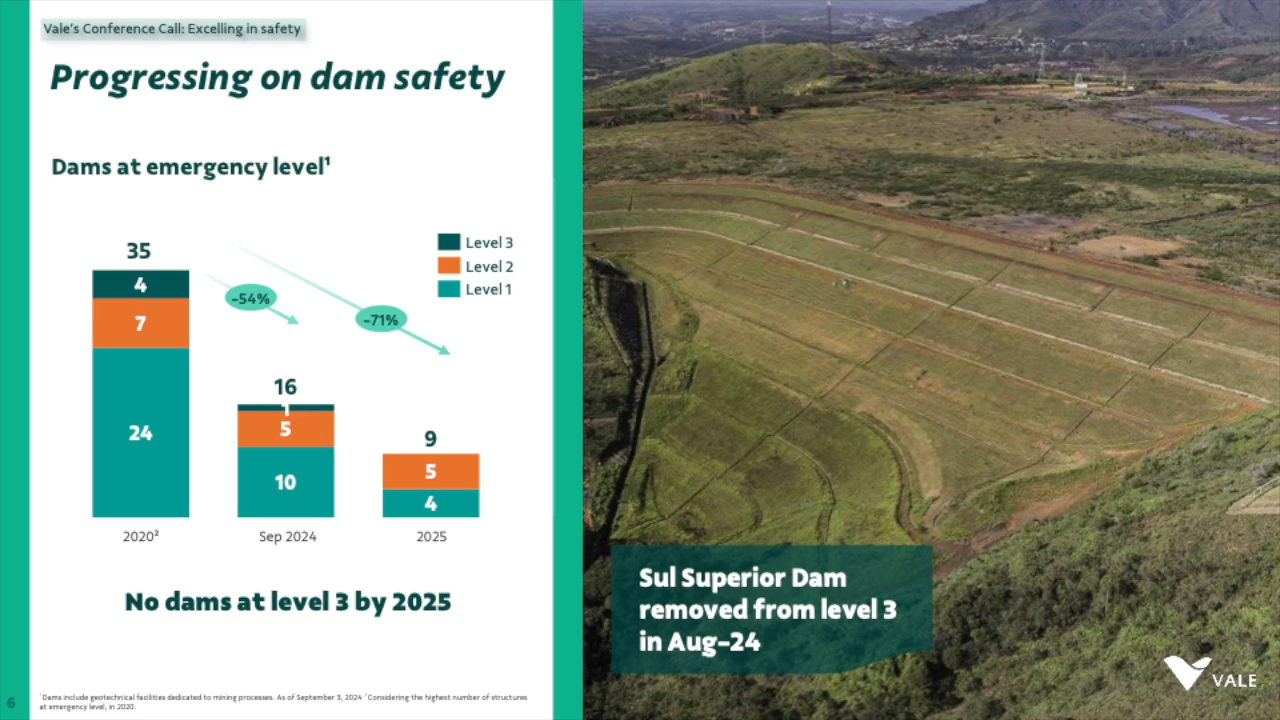 Vale's Conference Call: Excelling in safety
Progressing on dam safety
Dams at emergency level¹
Level 3
Level 2
Level 1
35
4
7
24
-54%
-71%
16
1
5
10
9
5
4
2020²
Sep 2024
2025
No dams at level 3 by 2025
Sul Superior Dam
removed from level 3
in Aug-24
VALE
6
¹Dams include geotechnical facilities dedicated to mining processes. As of September 3, 2024 ²Considering the highest number of structures
at emergency level, in 2020.